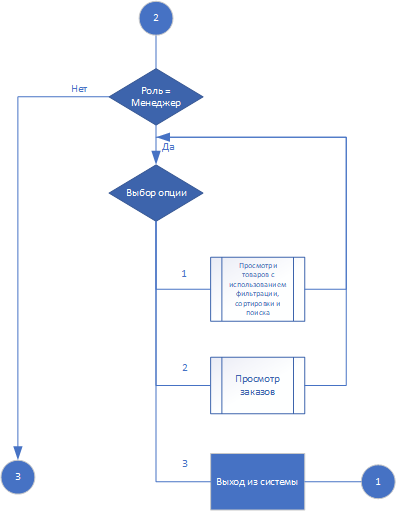 2
Роль =
Менеджер
Нет
Да
Выбор опции
1
Просмотри
товаров с
использованием
фильтрации,
сортировки и
поиска
2
Просмотр
заказов
3
Выход из системы
3
1